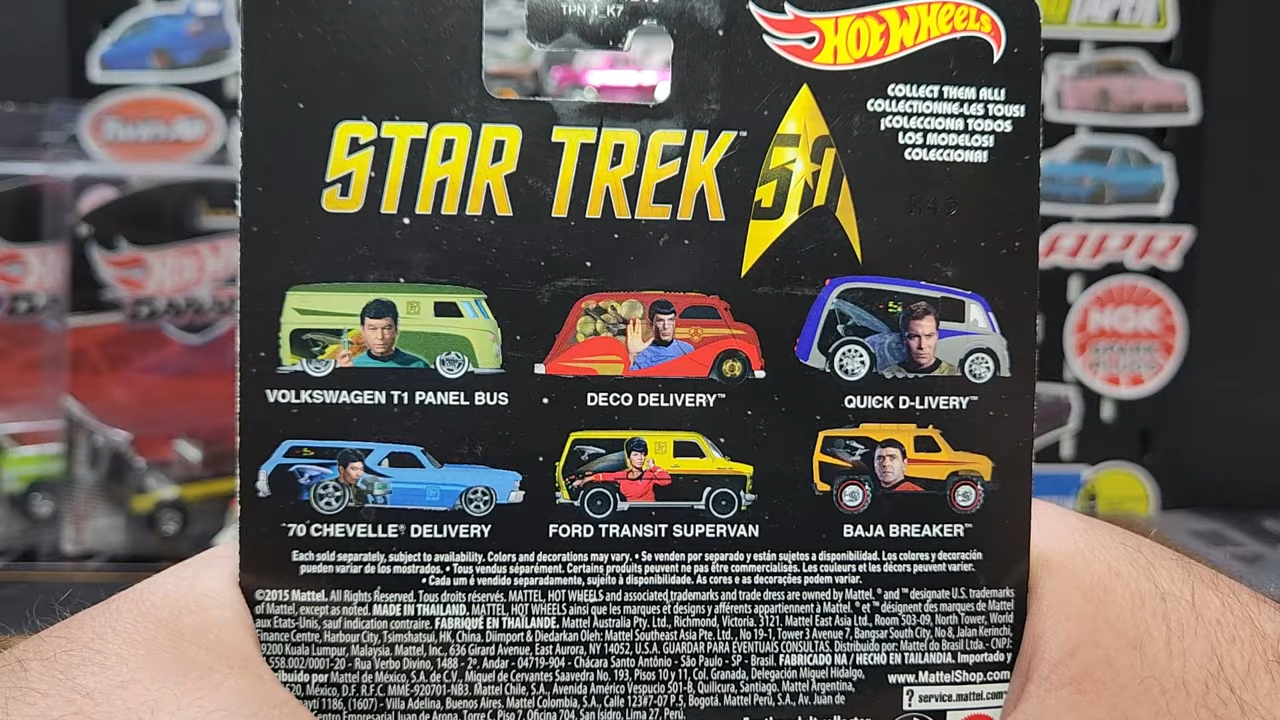 TPN 4_K7
HOT WHEELS
COLLECT THEM ALL!
COLLECTIONNE-LES TOUS!
¡COLECCIONA TODOS
LOS MODELOS!
COLECCIONA!
STAR TREK™
50
VOLKSWAGEN T1 PANEL BUS
DECO DELIVERY™
QUICK D-LIVERY™
'70 CHEVELLE® DELIVERY
FORD TRANSIT SUPERVAN
BAJA BREAKER™
Each sold separately, subject to availability. Colors and decorations may vary. • Se venden por separado y están sujetos a disponibilidad. Los colores y decoración
pueden variar de los mostrados. • Tous vendus séparément. Certains produits peuvent ne pas être commercialisés. Les couleurs et les décors peuvent varier.
• Cada um é vendido separadamente, sujeito à disponibilidade. As cores e as decorações podem variar.
©2015 Mattel. All Rights Reserved. Tous droits réservés. MATTEL, HOT WHEELS and associated trademarks and trade dress are owned by Mattel. ® and ™ designate U.S. trademarks
of Mattel, except as noted. MADE IN THAILAND. MATTEL, HOT WHEELS ainsi que les marques et designs y afférents appartiennent à Mattel. ® et ™ désignent des marques de Mattel
aux États-Unis, sauf indication contraire. FABRIQUÉ EN THAÏLANDE. Mattel Australia Pty. Ltd., Richmond, Victoria. 3121. Mattel East Asia Ltd., Room 503-09, North Tower, World
Finance Centre, Harbour City, Tsimshatsui, HK, China. Diimport & Diedarkan Oleh: Mattel Southeast Asia Pte. Ltd., No 19-1, Tower 3 Avenue 7, Bangsar South City, No 8, Jalan Kerinchi,
9200 Kuala Lumpur, Malaysia. Mattel, Inc., 636 Girard Avenue, East Aurora, NY 14052, U.S.A. GUARDAR PARA EVENTUAIS CONSULTAS. Distribuido por: Mattel do Brasil Ltda.- CNPJ:
.558.002/0001-20 - Rua Verbo Divino, 1488 - 2º. Andar - 04719-904 - Chácara Santo Antônio - São Paulo - SP - Brasil. FABRICADO NA / HECHO EN TAILANDIA. Importado y
ribuido por Mattel de México, S.A. de C.V., Miguel de Cervantes Saavedra No. 193, Pisos 10 y 11, Col. Granada, Delegación Miguel Hidalgo,
520, México, D.F. R.F.C. MME-920701-NB3. Mattel Chile, S.A., Avenida Américo Vespucio 501-B, Quilicura, Santiago. Mattel Argentina,
1186, (1607) - Villa Adelina, Buenos Aires. Mattel Colombia, S.A., Calle 123#7-07 P.5, Bogotá. Mattel Perú, S.A., Av. Juan de
Centro Empresarial Juan de Arona, Torre C, Piso 7, Oficina 704, San Isidro, Lima 27, Perú.
www.MattelShop.com
? service.mattel.com
APR
NGK